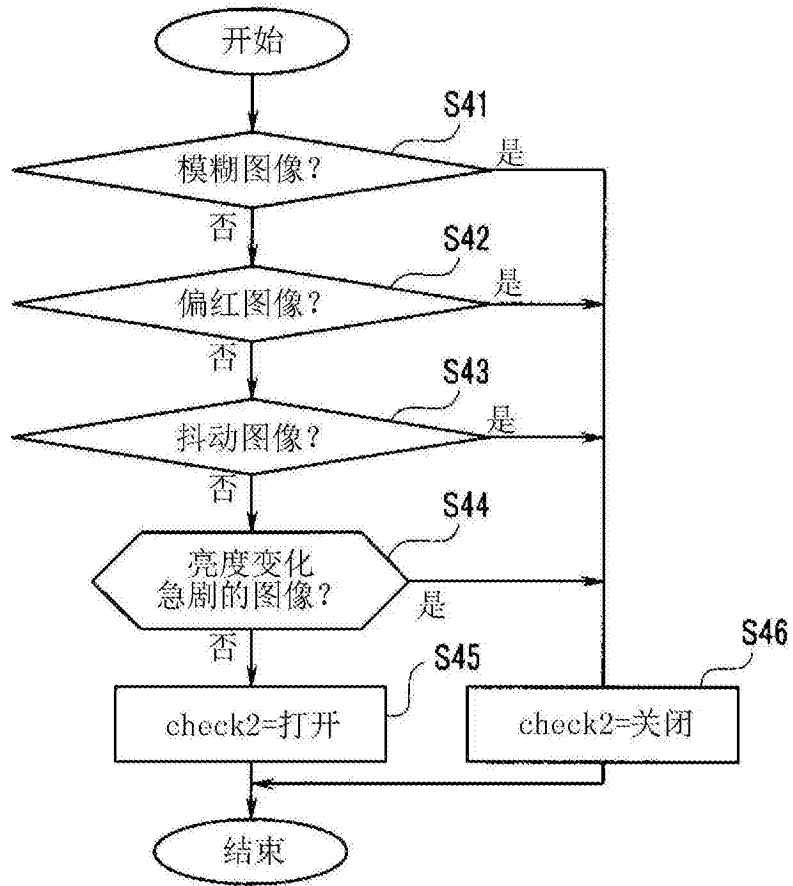 开始
S41
模糊图像?
是
否
S42
偏红图像?
是
否
S43
抖动图像?
是
否
S44
亮度变化
急剧的图像?
是
否
S45
check2=打开
S46
check2=关闭
结束